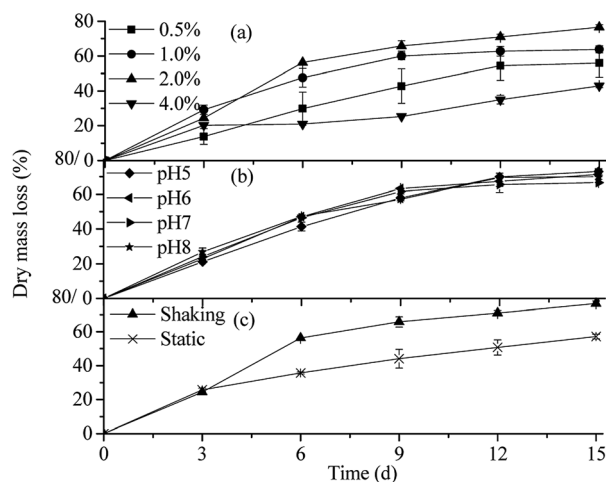 80
(a)
0.5%
60
1.0%
40
2.0%
20
4.0%
80/ 0
(b)
pH5
60
pH6
40
pH7
20
pH8
80/ 0
(c)
Shaking
60
Static
40
20
0
0 3 6 9 12 15
Time (d)
Dry mass loss (%)